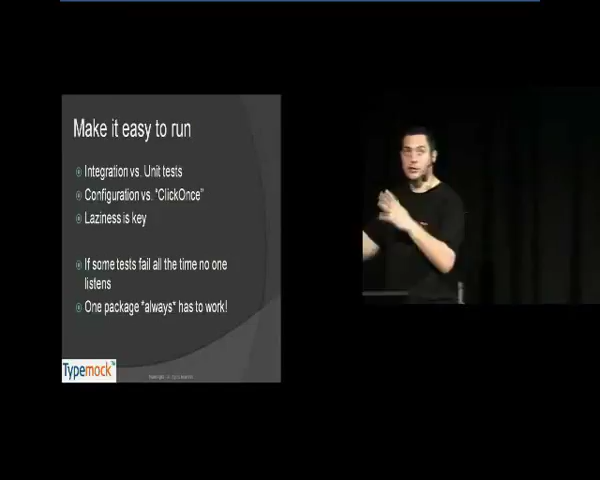 Make it easy to run
Integration vs. Unit tests
Configuration vs. “ClickOnce”
Laziness is key
If some tests fail all the time no one
listens
One package *always* has to work!
Typemock